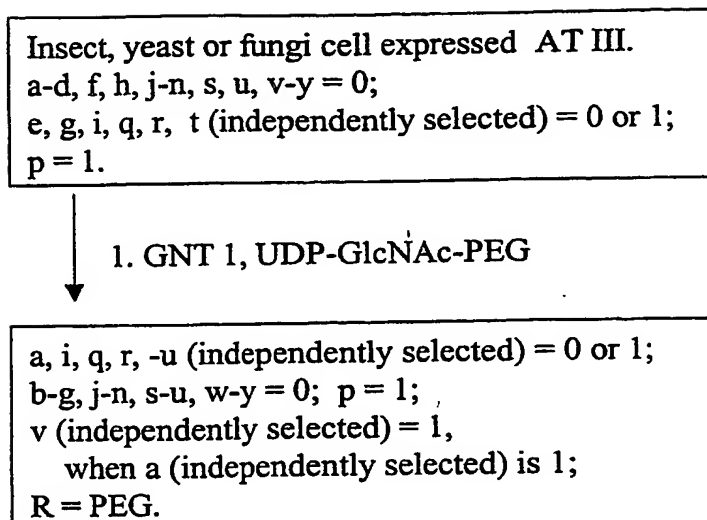 Insect, yeast or fungi cell expressed AT III.
a-d, f, h, j-n, s, u, v-y = 0;
e, g, i, q, r, t (independently selected) = 0 or 1;
p = 1.
1. GNT 1, UDP-GlcNAc-PEG
a, i, q, r, -u (independently selected) = 0 or 1;
b-g, j-n, s-u, w-y = 0; p = 1;
v (independently selected) = 1,
when a (independently selected) is 1;
R = PEG.